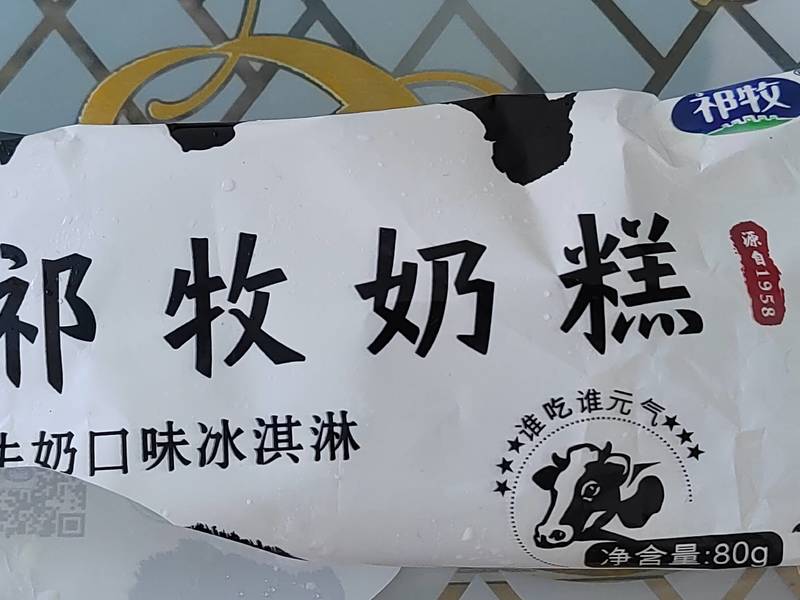 祁牧
祁牧奶糕
源自1958
牛奶口味冰淇淋
谁吃谁元气
净含量:80g